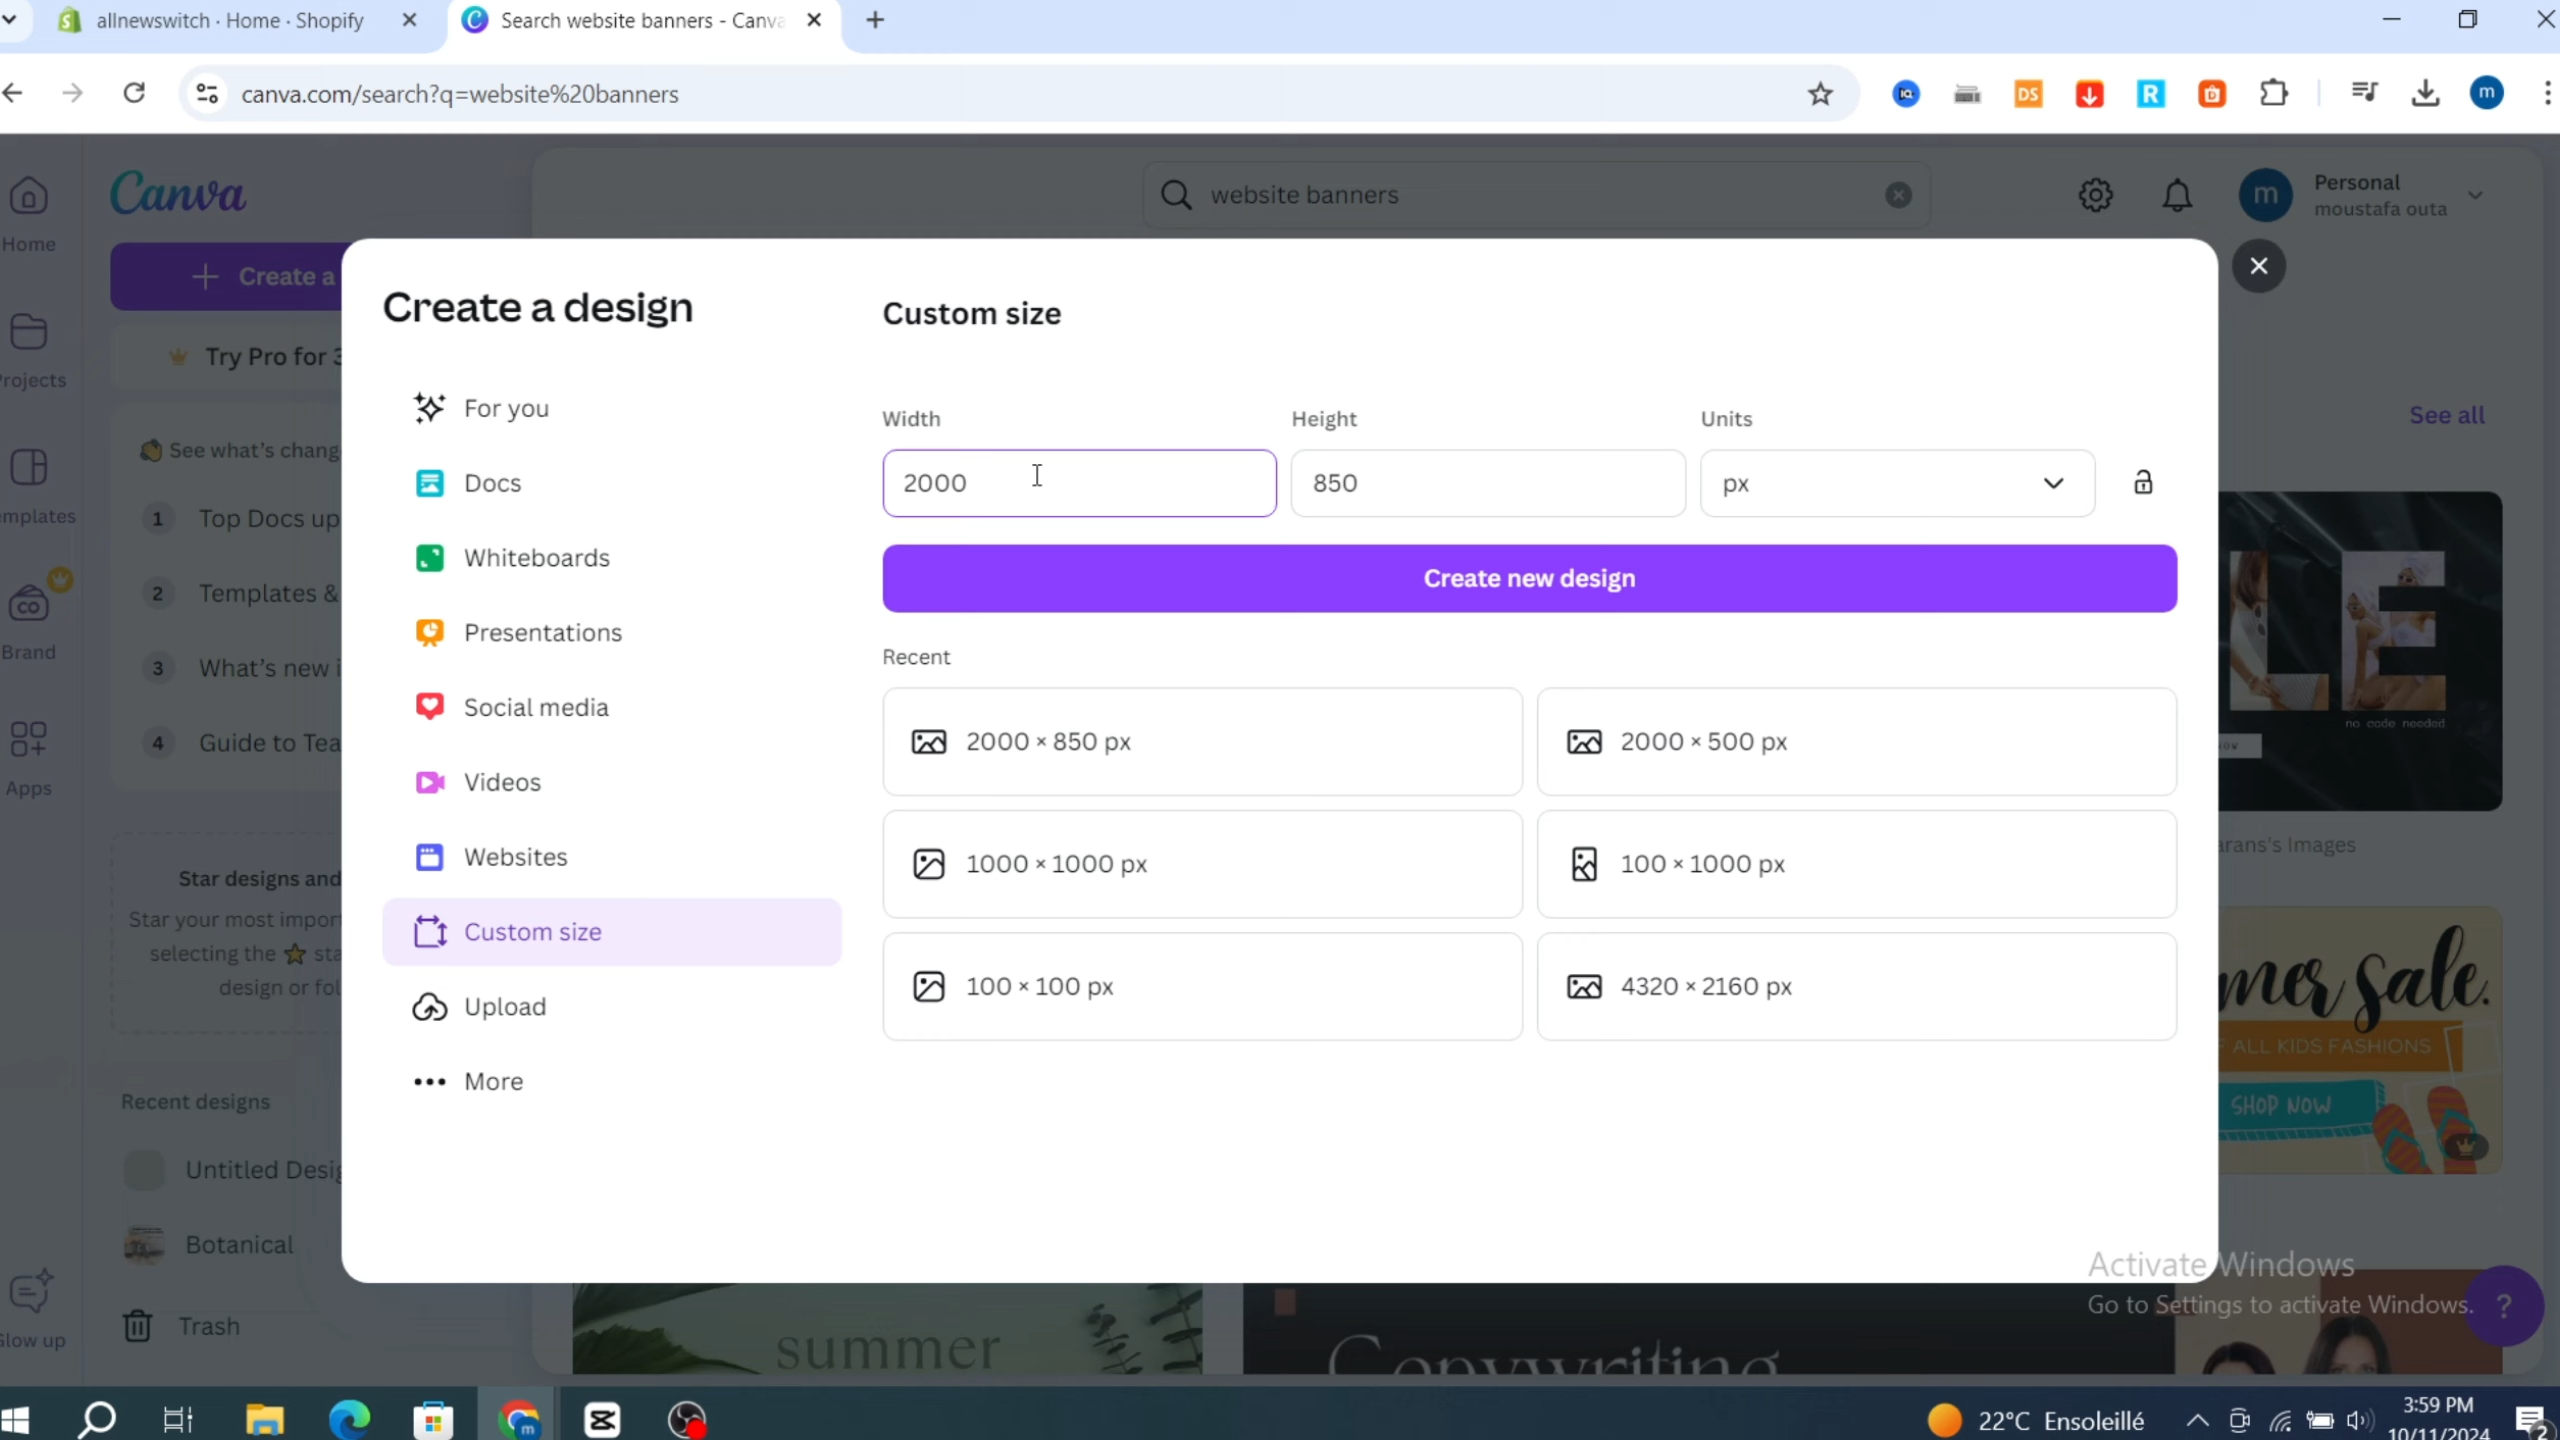 allnewswitch · Home · Shopify
Search website banners - Canva
canva.com/search?q=website%20banners
DS
R
m
Canva
website banners
m
Personal
moustafa outa
Home
Create a
Try Pro for
Projects
See what's chang
1 Top Docs up
Templates
2 Templates &
Brand
3 What's new i
4 Guide to Tea
Apps
Star designs and
Star your most impor
selecting the ⭐ sta
design or fol
Recent designs
Untitled Desig
Botanical
Trash
Glow up
Create a design
For you
Docs
Whiteboards
Presentations
Social media
Videos
Websites
Custom size
Upload
More
Custom size
Width Height Units
2000 850 px
Create new design
Recent
2000 × 850 px 2000 × 500 px
1000 × 1000 px 100 × 1000 px
100 × 100 px 4320 × 2160 px
See all
LE
no code needed
arans's Images
mer sale.
ALL KIDS FASHIONS
SHOP NOW
summer
Copywriting
Activate Windows
Go to Settings to activate Windows.
?
22°C Ensoleillé
3:59 PM
10/11/2024
2